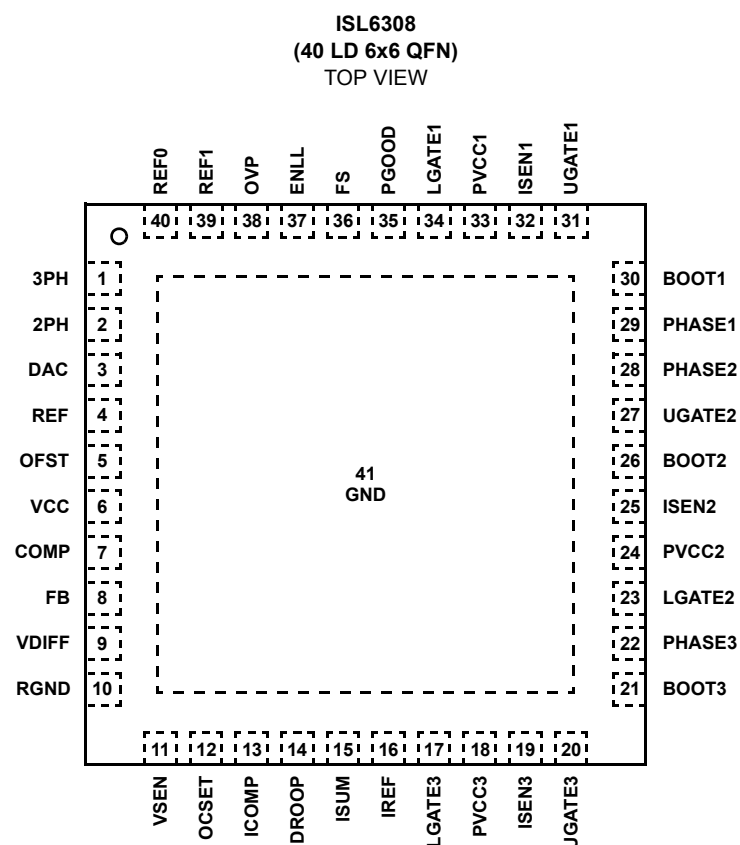 ISL6308
(40 LD 6x6 QFN)
TOP VIEW
REF0
REF1
OVP
ENLL
FS
PGOOD
LGATE1
PVCC1
ISEN1
UGATE1
40 39 38 37 36 35 34 33 32 31
3PH 1
2PH 2
DAC 3
REF 4
OFST 5
VCC 6
COMP 7
FB 8
VDIFF 9
RGND 10
41
GND
30 BOOT1
29 PHASE1
28 PHASE2
27 UGATE2
26 BOOT2
25 ISEN2
24 PVCC2
23 LGATE2
22 PHASE3
21 BOOT3
11 12 13 14 15 16 17 18 19 20
VSEN
OCSET
ICOMP
DROOP
ISUM
IREF
LGATE3
PVCC3
ISEN3
UGATE3